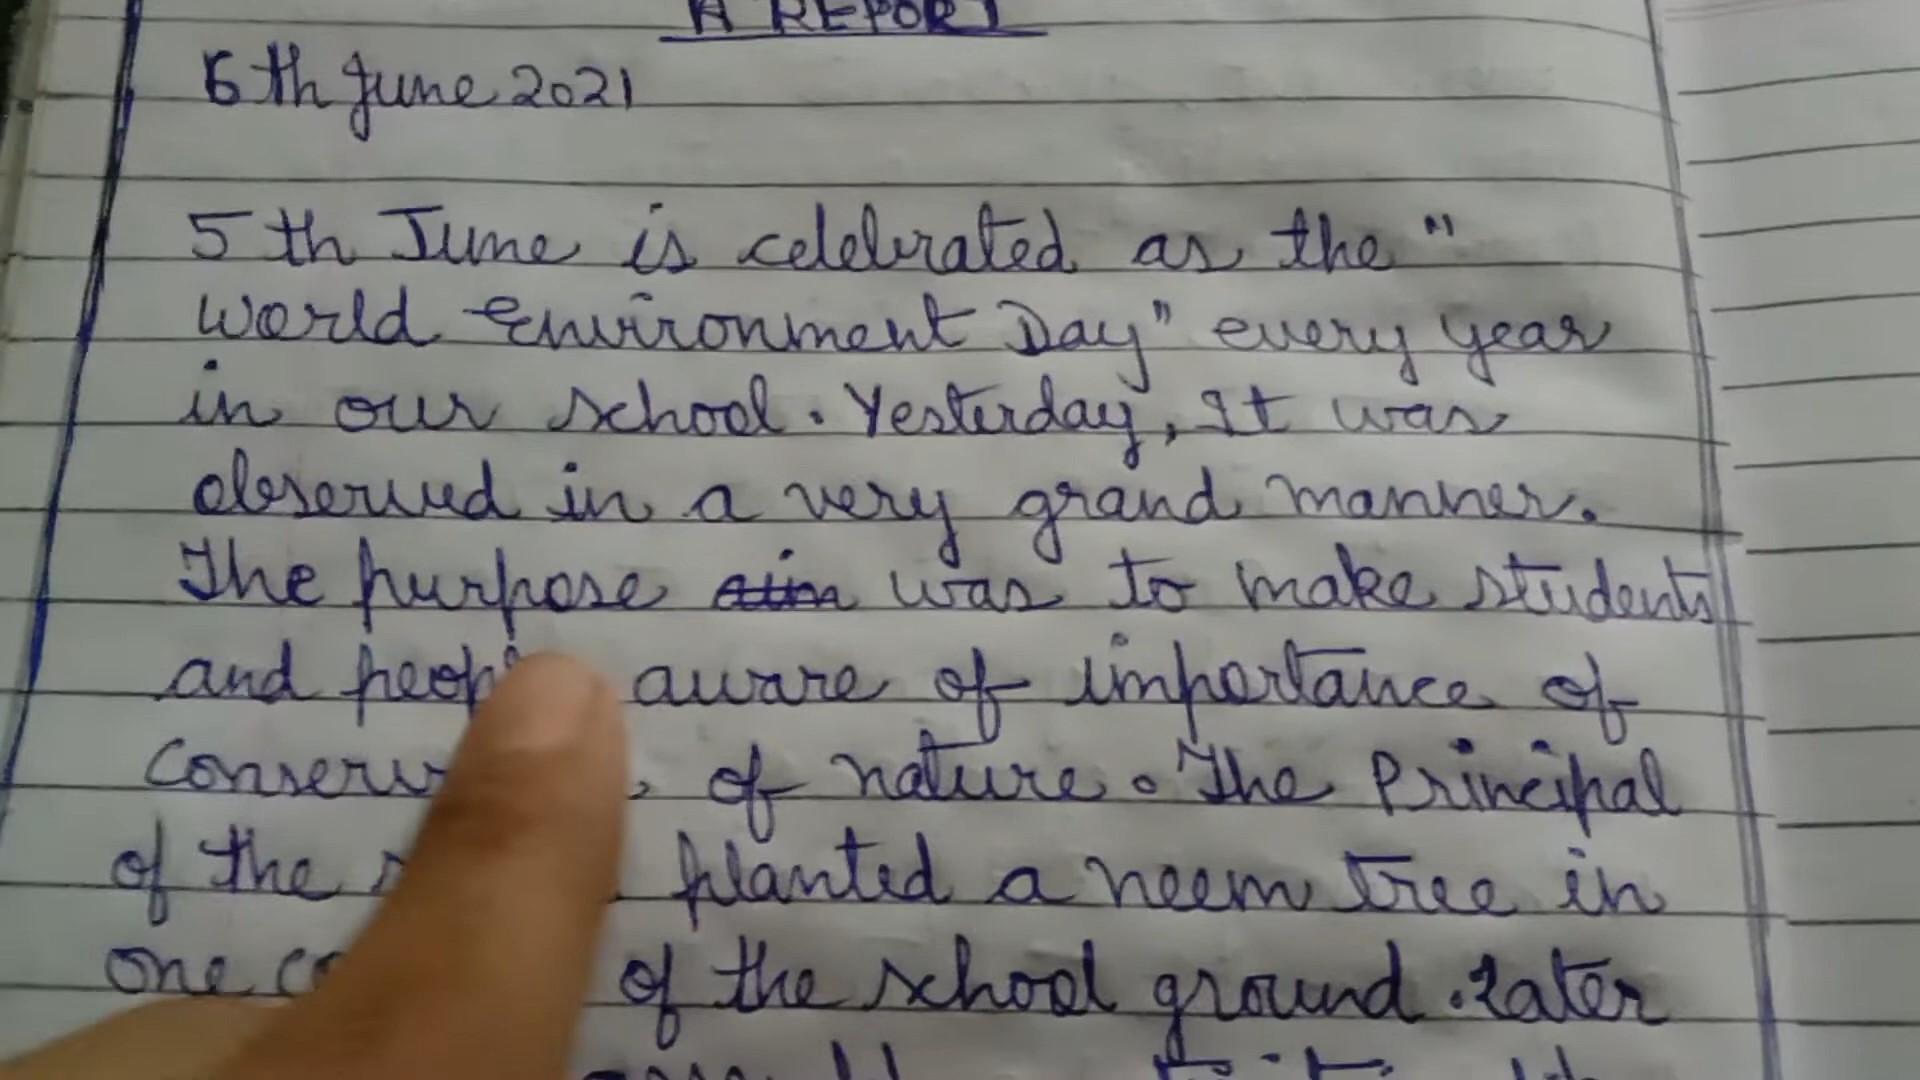 A REPORT
6th June 2021
5th June is celebrated as the "
World Environment Day" every year
in our school. Yesterday, It was
observed in a very grand manner.
The purpose was to make students
and aware of importance of
of nature. The Principal
of the planted a neem tree in
one of the school ground. Later